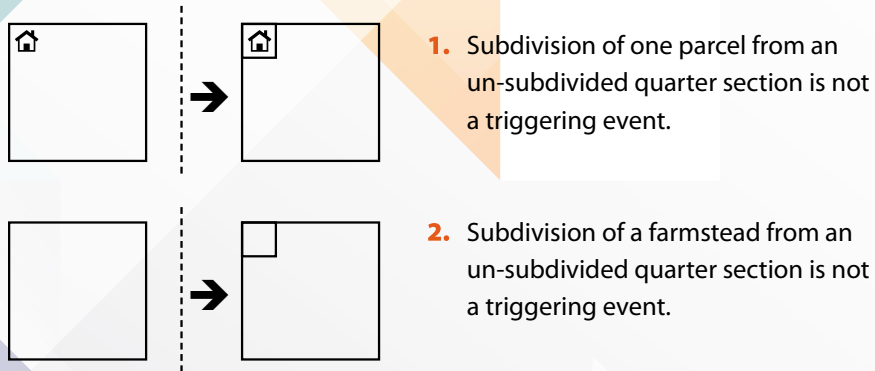 1. Subdivision of one parcel from an
un-subdivided quarter section is not
a triggering event.
2. Subdivision of a farmstead from an
un-subdivided quarter section is not
a triggering event.